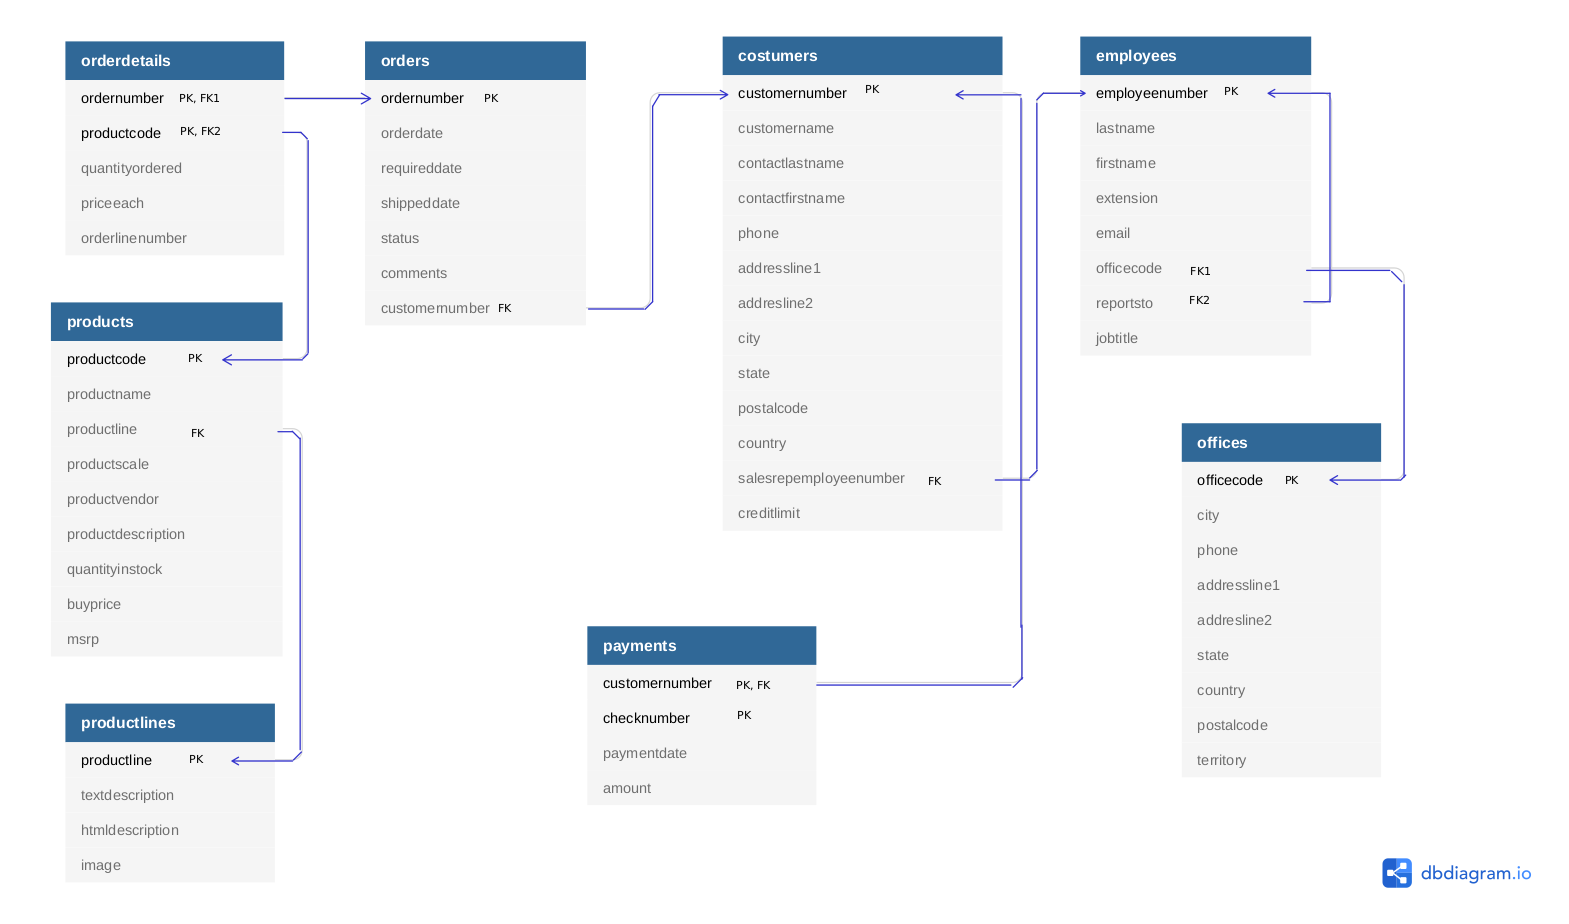 orderdetails
ordernumber PK, FK1
productcode PK, FK2
quantityordered
priceeach
orderlinenumber
orders
ordernumber PK
orderdate
requireddate
shippeddate
status
comments
customernumber FK
costumers
customernumber PK
customername
contactlastname
contactfirstname
phone
addressline1
addresline2
city
state
postalcode
country
salesrepemployeenumber FK
creditlimit
employees
employeenumber PK
lastname
firstname
extension
email
officecode FK1
reportsto FK2
jobtitle
products
productcode PK
productname
productline FK
productscale
productvendor
productdescription
quantityinstock
buyprice
msrp
offices
officecode PK
city
phone
addressline1
addresline2
state
country
postalcode
territory
payments
customernumber PK, FK
checknumber PK
paymentdate
amount
productlines
productline PK
textdescription
htmldescription
image
dbdiagram.io